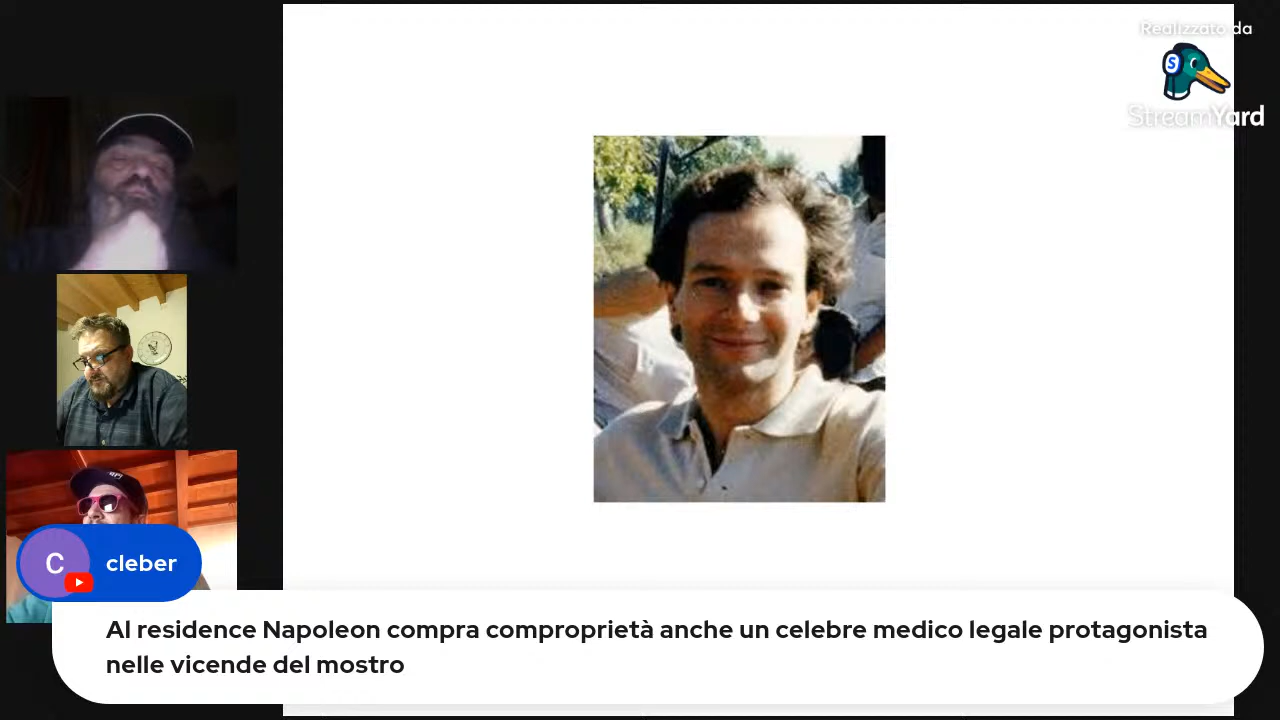 Realizzato da
StreamYard
C
cleber
Al residence Napoleon compra comproprietà anche un celebre medico legale protagonista
nelle vicende del mostro